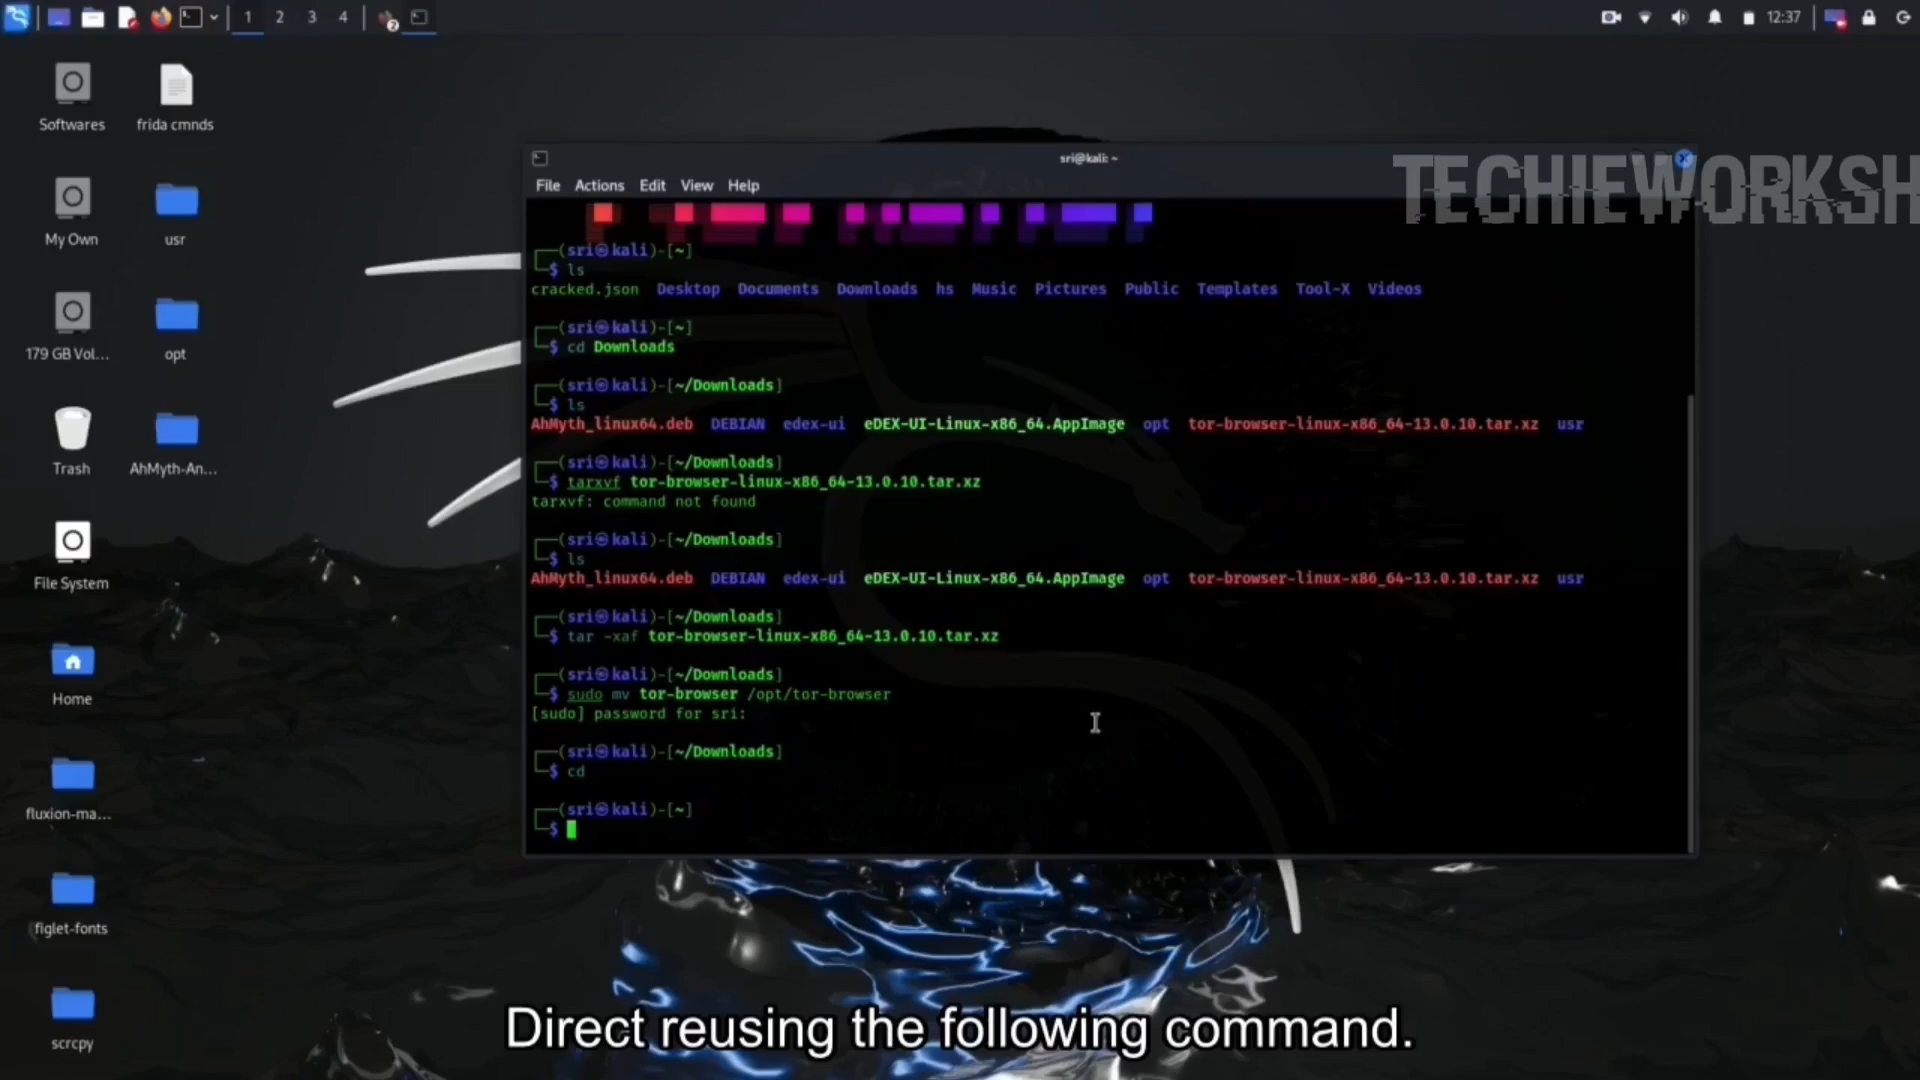 1 2 3 4
12:37
Softwares
frida cmnds
My Own
usr
179 GB Vol...
opt
Trash
AhMyth-An...
File System
Home
fluxion-ma...
figlet-fonts
scrcpy
sri@kali: ~
File Actions Edit View Help
TECHIEWORKSH
┌──(sri㉿kali)-[~]
└─$ ls
cracked.json Desktop Documents Downloads hs Music Pictures Public Templates Tool-X Videos
┌──(sri㉿kali)-[~]
└─$ cd Downloads
┌──(sri㉿kali)-[~/Downloads]
└─$ ls
AhMyth_linux64.deb DEBIAN edex-ui eDEX-UI-Linux-x86_64.AppImage opt tor-browser-linux-x86_64-13.0.10.tar.xz usr
┌──(sri㉿kali)-[~/Downloads]
└─$ tarxvf tor-browser-linux-x86_64-13.0.10.tar.xz
tarxvf: command not found
┌──(sri㉿kali)-[~/Downloads]
└─$ ls
AhMyth_linux64.deb DEBIAN edex-ui eDEX-UI-Linux-x86_64.AppImage opt tor-browser-linux-x86_64-13.0.10.tar.xz usr
┌──(sri㉿kali)-[~/Downloads]
└─$ tar -xaf tor-browser-linux-x86_64-13.0.10.tar.xz
┌──(sri㉿kali)-[~/Downloads]
└─$ sudo mv tor-browser /opt/tor-browser
[sudo] password for sri:
┌──(sri㉿kali)-[~/Downloads]
└─$ cd
┌──(sri㉿kali)-[~]
└─$
Direct reusing the following command.